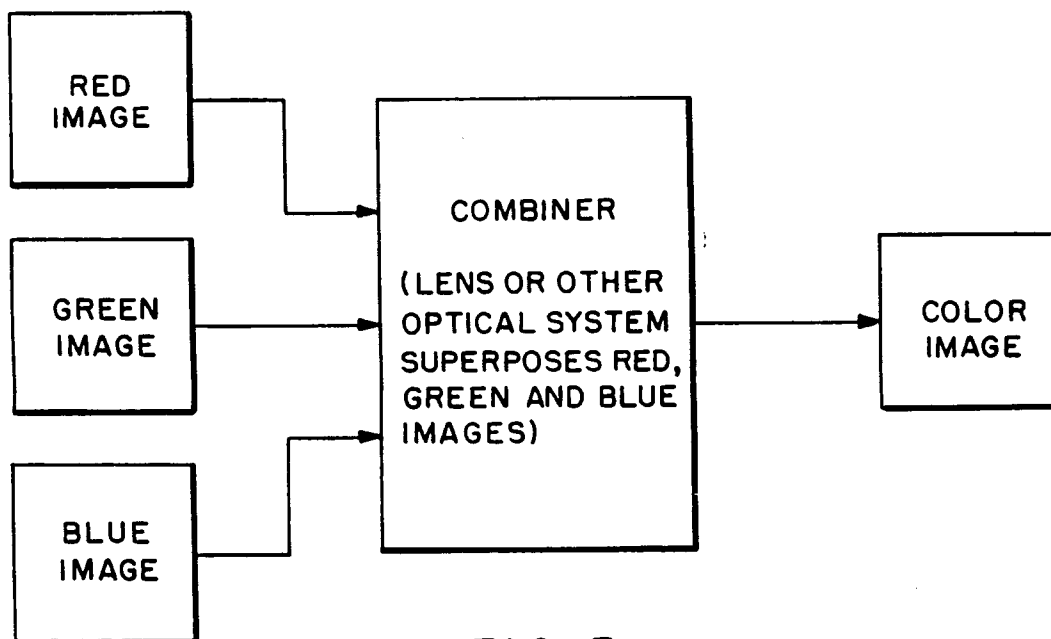 RED
IMAGE
GREEN
IMAGE
BLUE
IMAGE
COMBINER
(LENS OR OTHER
OPTICAL SYSTEM
SUPERPOSES RED,
GREEN AND BLUE
IMAGES)
COLOR
IMAGE